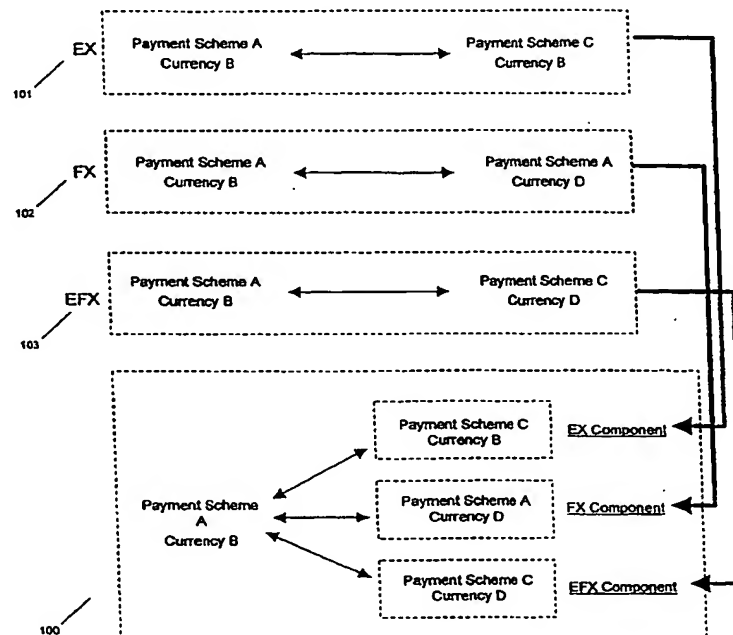 EX
Payment Scheme A
Currency B
Payment Scheme C
Currency B
101
FX
Payment Scheme A
Currency B
Payment Scheme A
Currency D
102
EFX
Payment Scheme A
Currency B
Payment Scheme C
Currency D
103
Payment Scheme C
Currency B
EX Component
Payment Scheme
A
Currency B
Payment Scheme A
Currency D
FX Component
Payment Scheme C
Currency D
EFX Component
100